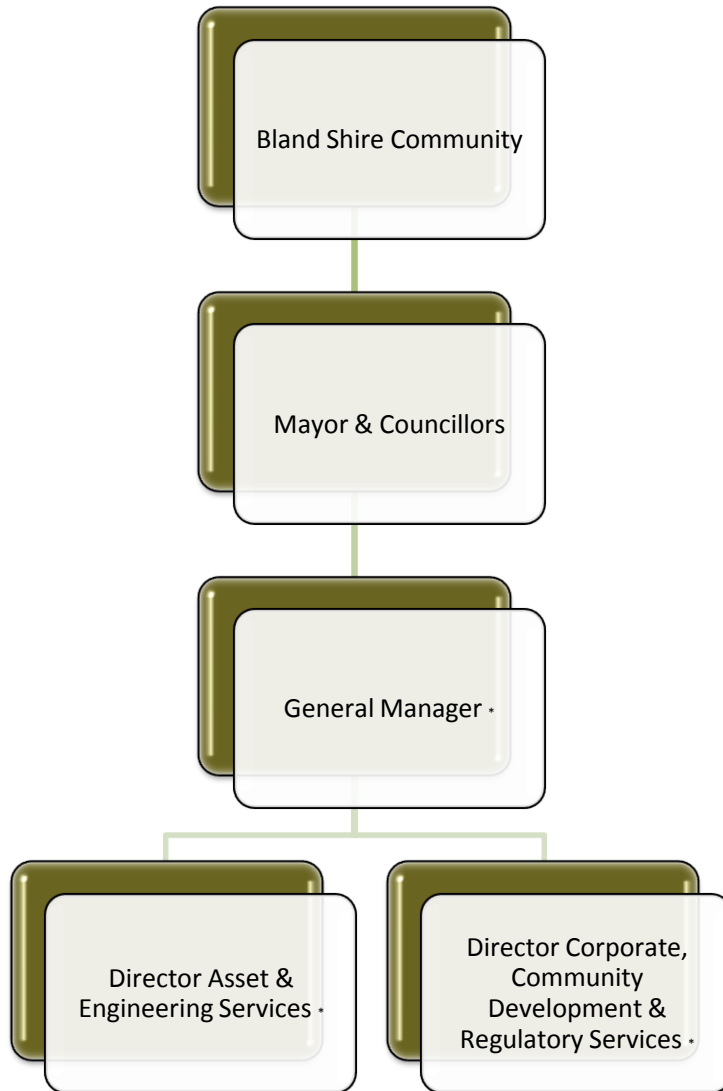 Bland Shire Community
Mayor & Councillors
General Manager *
Director Asset &
Engineering Services *
Director Corporate,
Community
Development &
Regulatory Services *